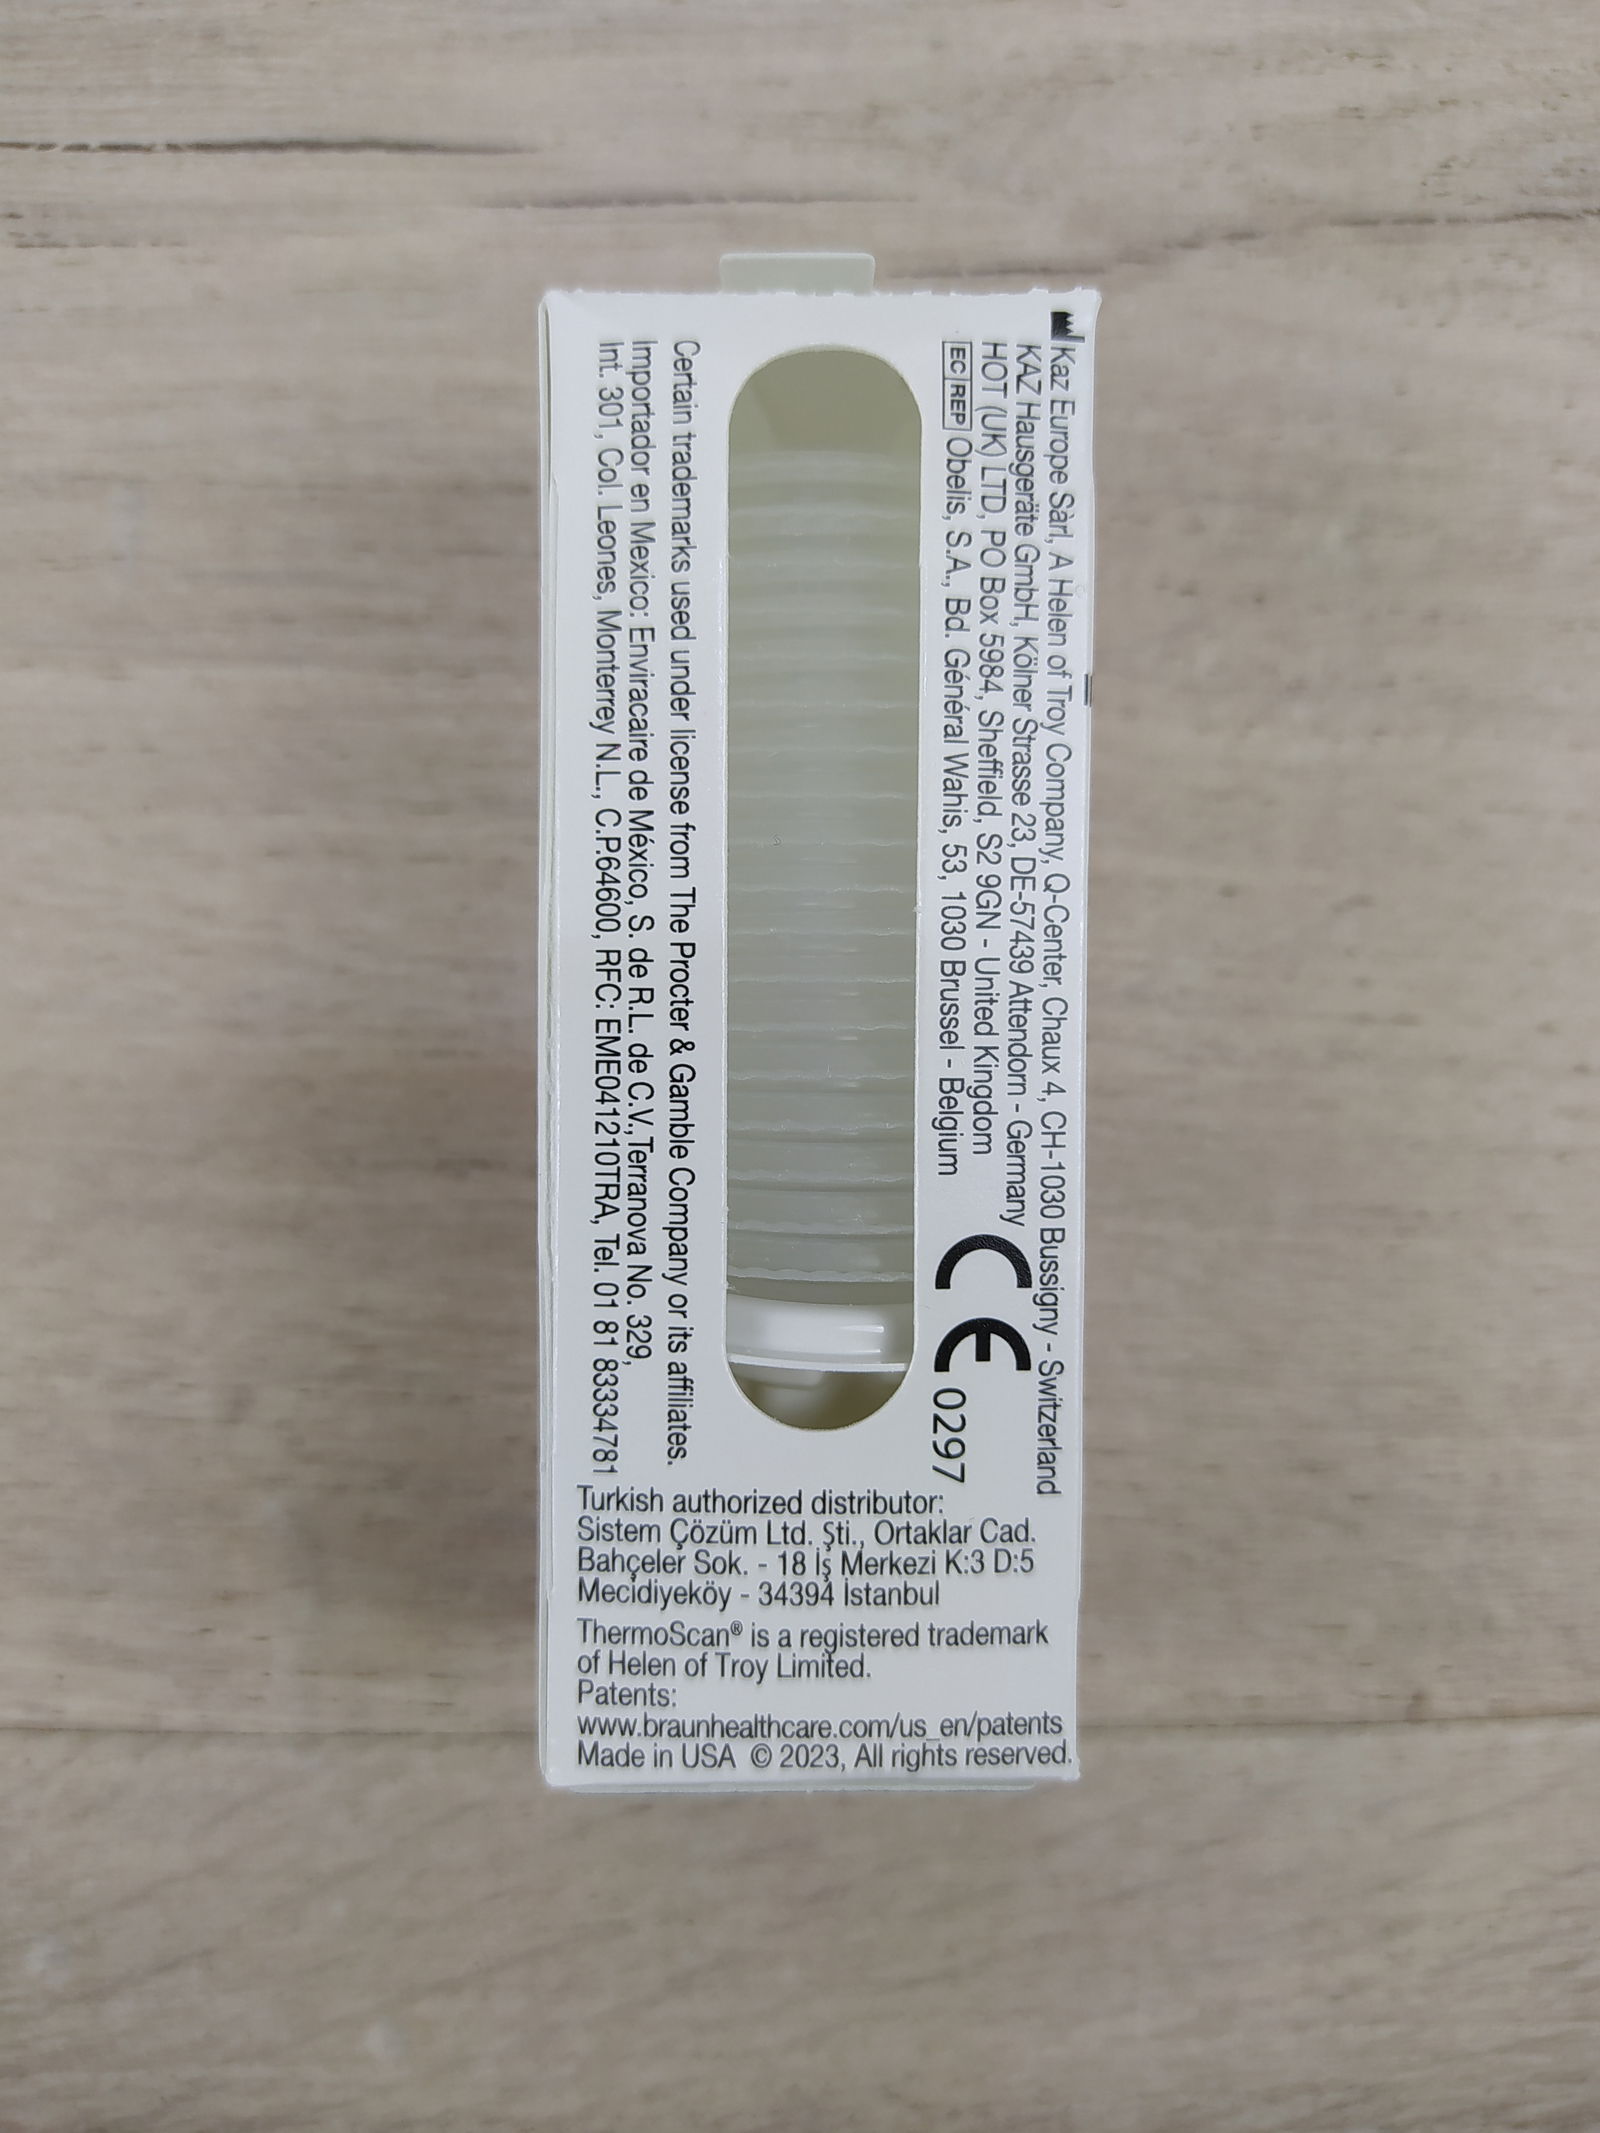 Kaz Europe Sàrl, A Helen of Troy Company, Q-Center, Chaux 4, CH-1030 Bussigny - Switzerland
KAZ Hausgeräte GmbH, Kölner Strasse 23, DE-57439 Attendorn - Germany
HOT (UK) LTD, PO Box 5984, Sheffield, S2 9GN - United Kingdom
EC REP Obelis, S.A., Bd. Général Wahis, 53, 1030 Brussel - Belgium
CE 0297
Certain trademarks used under license from The Procter & Gamble Company or its affiliates.
Importador en Mexico: Enviracaire de México, S. de R.L. de C.V., Terranova No. 329,
Int. 301, Col. Leones, Monterrey N.L., C.P.64600, RFC: EME041210TRA, Tel. 01 81 83334781
Turkish authorized distributor:
Sistem Çözüm Ltd. Şti., Ortaklar Cad.
Bahçeler Sok. - 18 İş Merkezi K:3 D:5
Mecidiyeköy - 34394 İstanbul
ThermoScan® is a registered trademark
of Helen of Troy Limited.
Patents:
www.braunhealthcare.com/us_en/patents
Made in USA © 2023, All rights reserved.